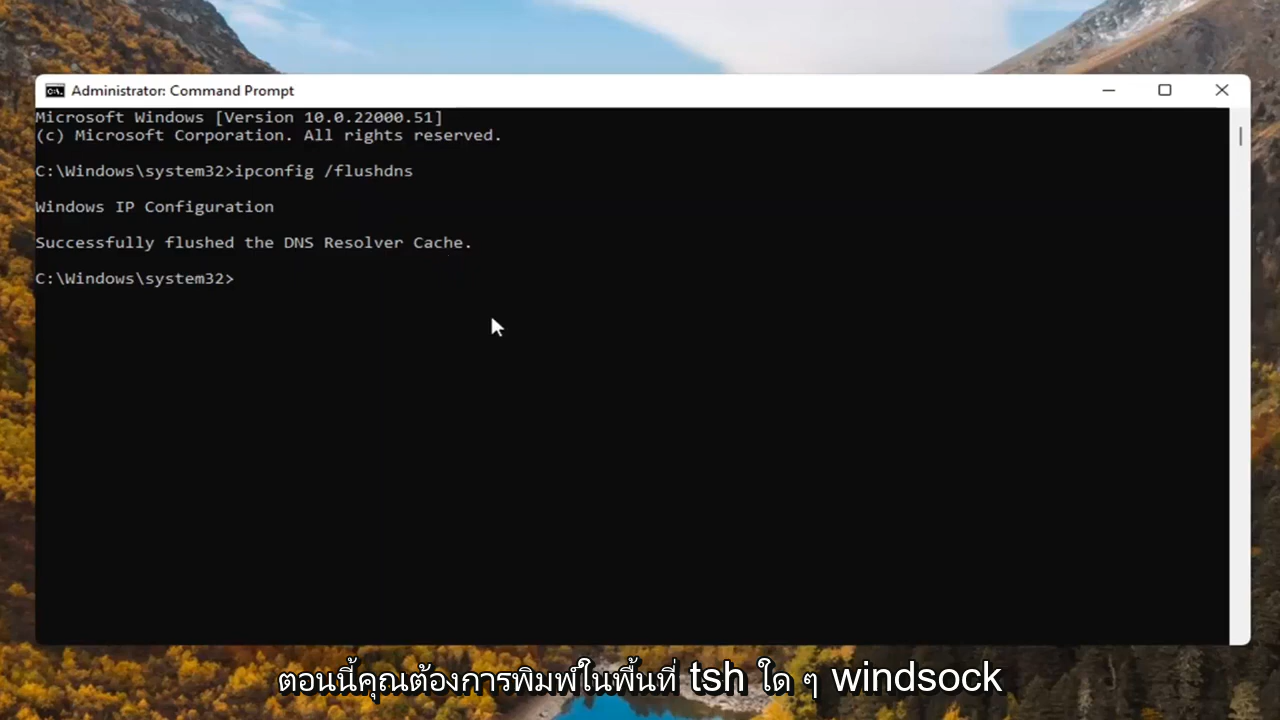 Administrator: Command Prompt
Microsoft Windows [Version 10.0.22000.51]
(c) Microsoft Corporation. All rights reserved.
C:\Windows\system32>ipconfig /flushdns
Windows IP Configuration
Successfully flushed the DNS Resolver Cache.
C:\Windows\system32>
ตอนนี้คุณต้องการพิมพ์ในพื้นที่ tsh ใด ๆ windsock